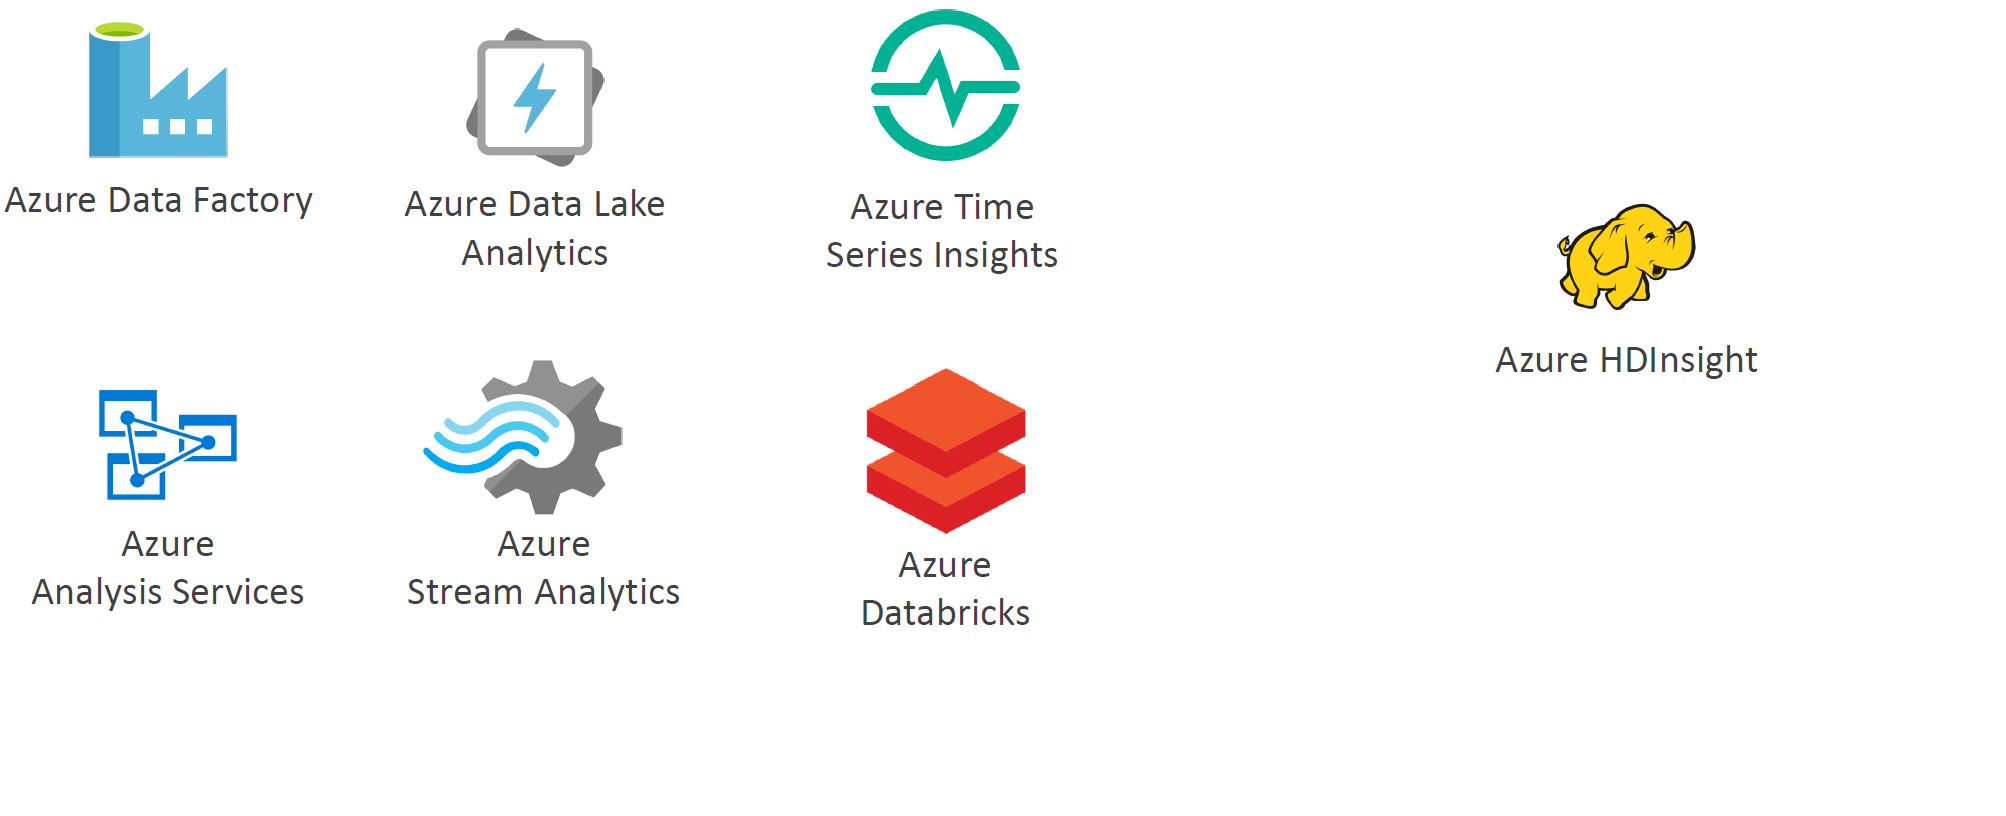 Azure Data Factory
Azure Data Lake
Analytics
Azure Time
Series Insights
Azure HDInsight
Azure
Analysis Services
Azure
Stream Analytics
Azure
Databricks